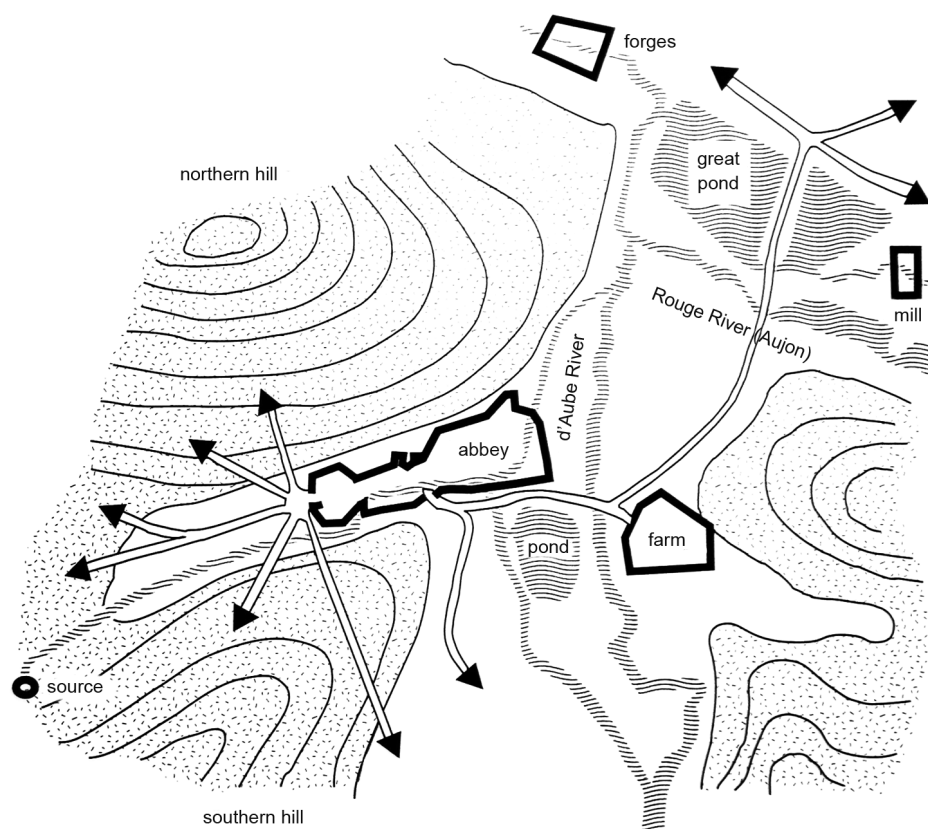 forges
great
pond
northern hill
mill
Rouge River (Aujon)
d'Aube River
abbey
pond
farm
source
southern hill